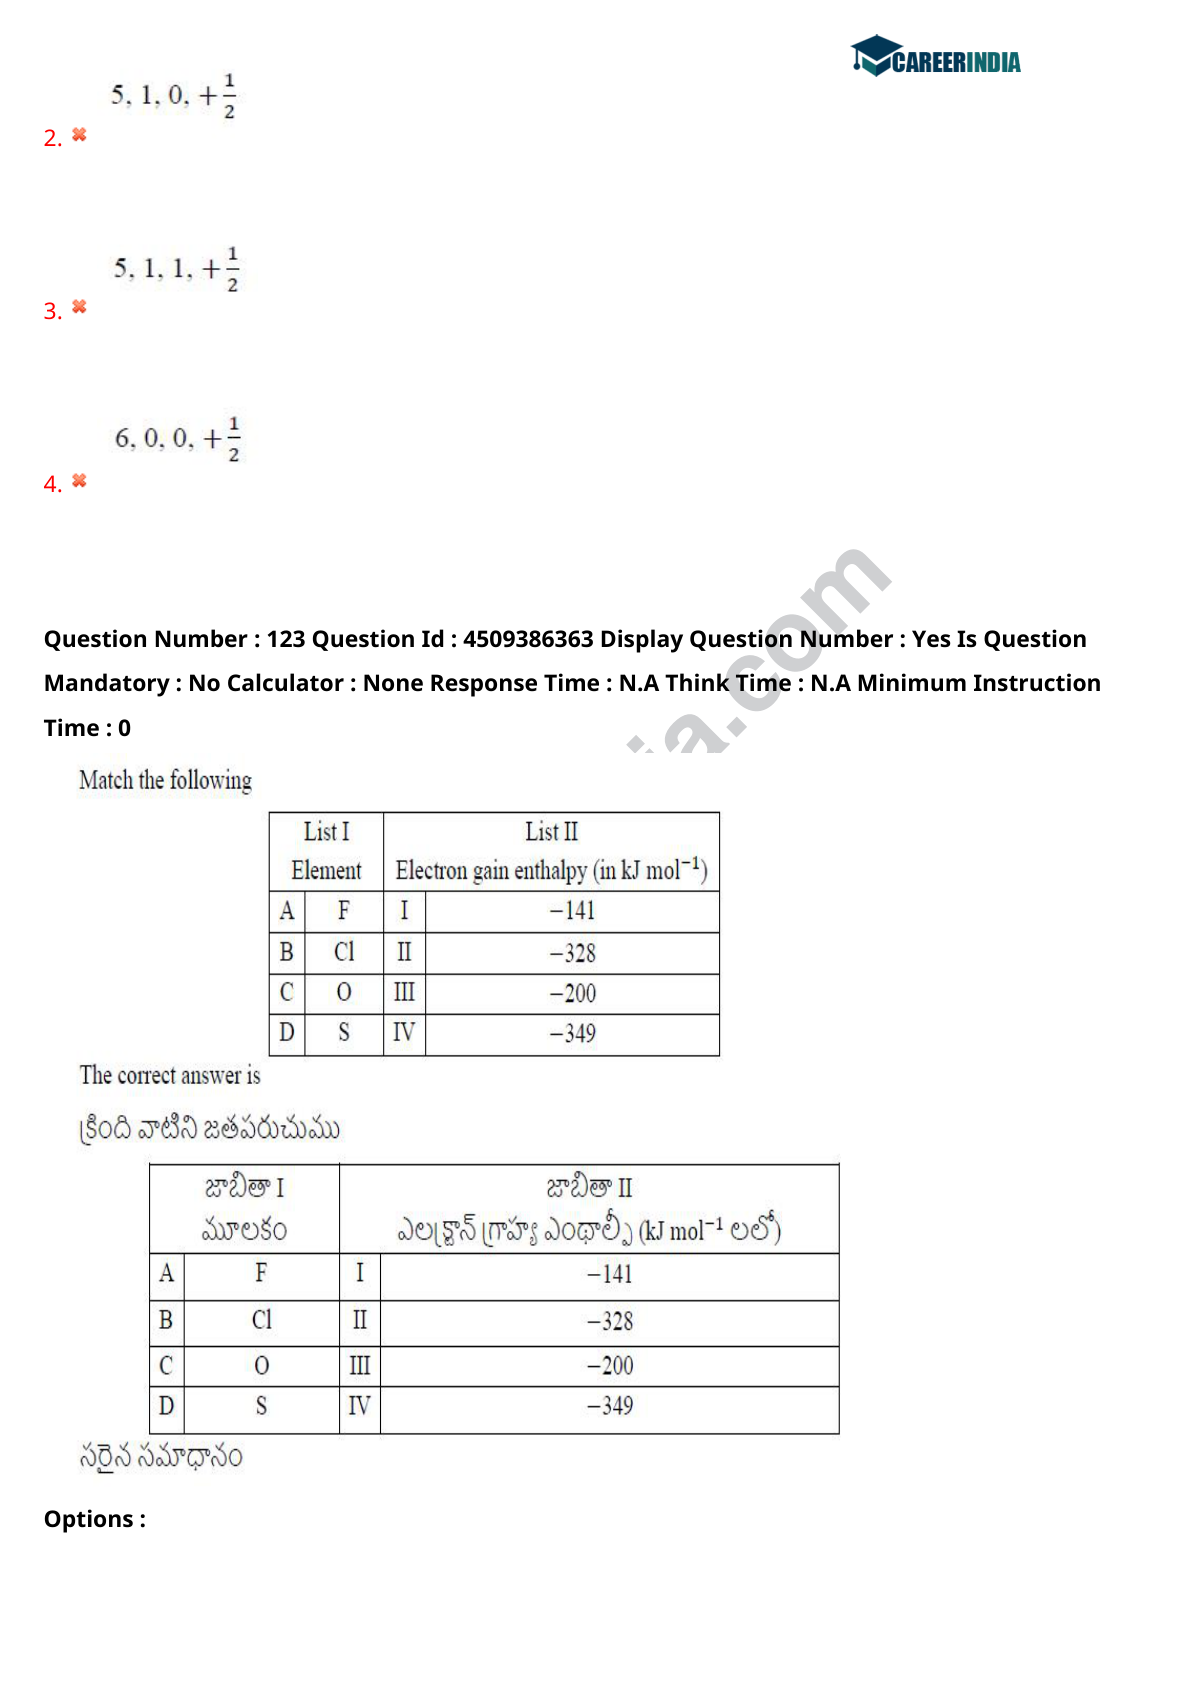 CAREERINDIA
5, 1, 0, +1/2
2. ✖
5, 1, 1, +1/2
3. ✖
6, 0, 0, +1/2
4. ✖
Question Number : 123 Question Id : 4509386363 Display Question Number : Yes Is Question
Mandatory : No Calculator : None Response Time : N.A Think Time : N.A Minimum Instruction
Time : 0
ia.com
Match the following
List I List II
Element Electron gain enthalpy (in kJ mol⁻¹)
A F I −141
B Cl II −328
C O III −200
D S IV −349
The correct answer is
క్రింది వాటిని జతపరుచుము
జాబితా I జాబితా II
మూలకం ఎలక్ట్రాన్ గ్రాహ్య ఎంథాల్పీ (kJ mol⁻¹ లలో)
A F I −141
B Cl II −328
C O III −200
D S IV −349
సరైన సమాధానం
Options :